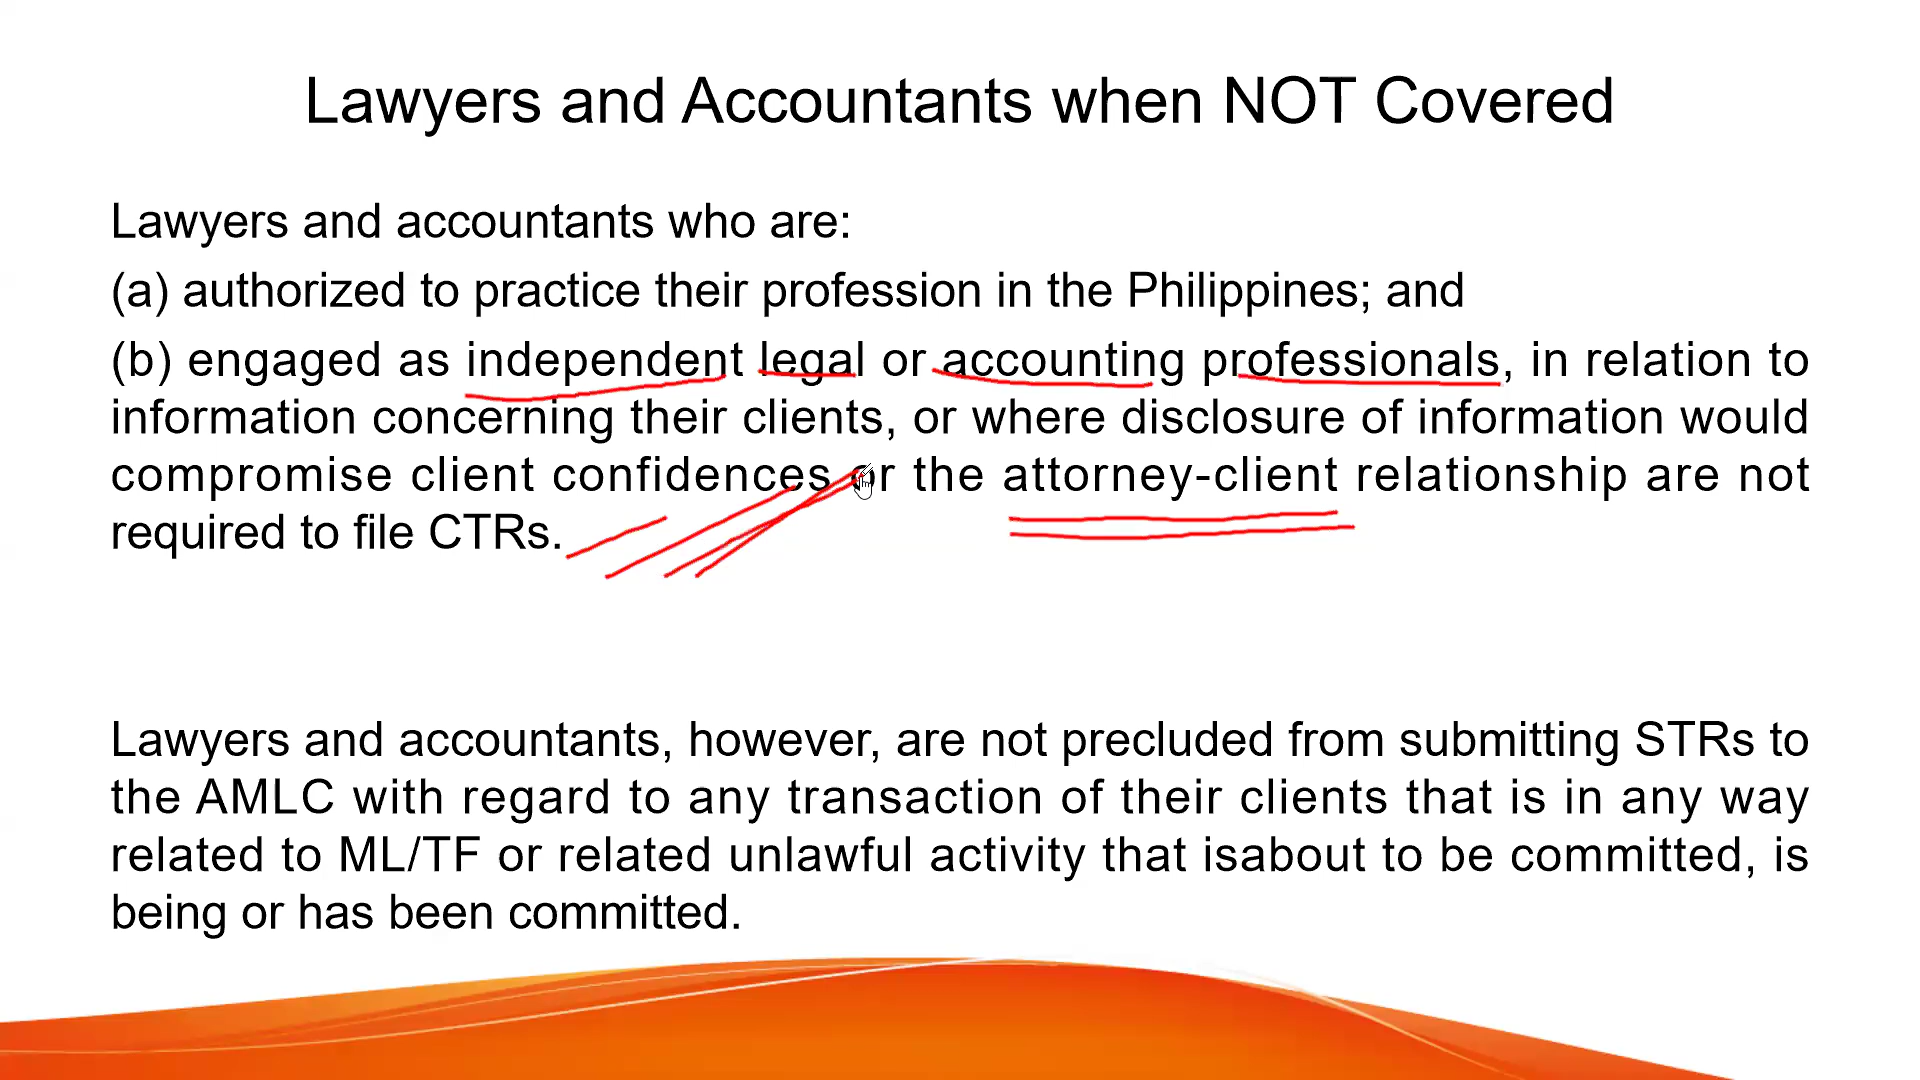 Lawyers and Accountants when NOT Covered
Lawyers and accountants who are:
(a) authorized to practice their profession in the Philippines; and
(b) engaged as independent legal or accounting professionals, in relation to
information concerning their clients, or where disclosure of information would
compromise client confidences or the attorney-client relationship are not
required to file CTRs.
Lawyers and accountants, however, are not precluded from submitting STRs to
the AMLC with regard to any transaction of their clients that is in any way
related to ML/TF or related unlawful activity that isabout to be committed, is
being or has been committed.